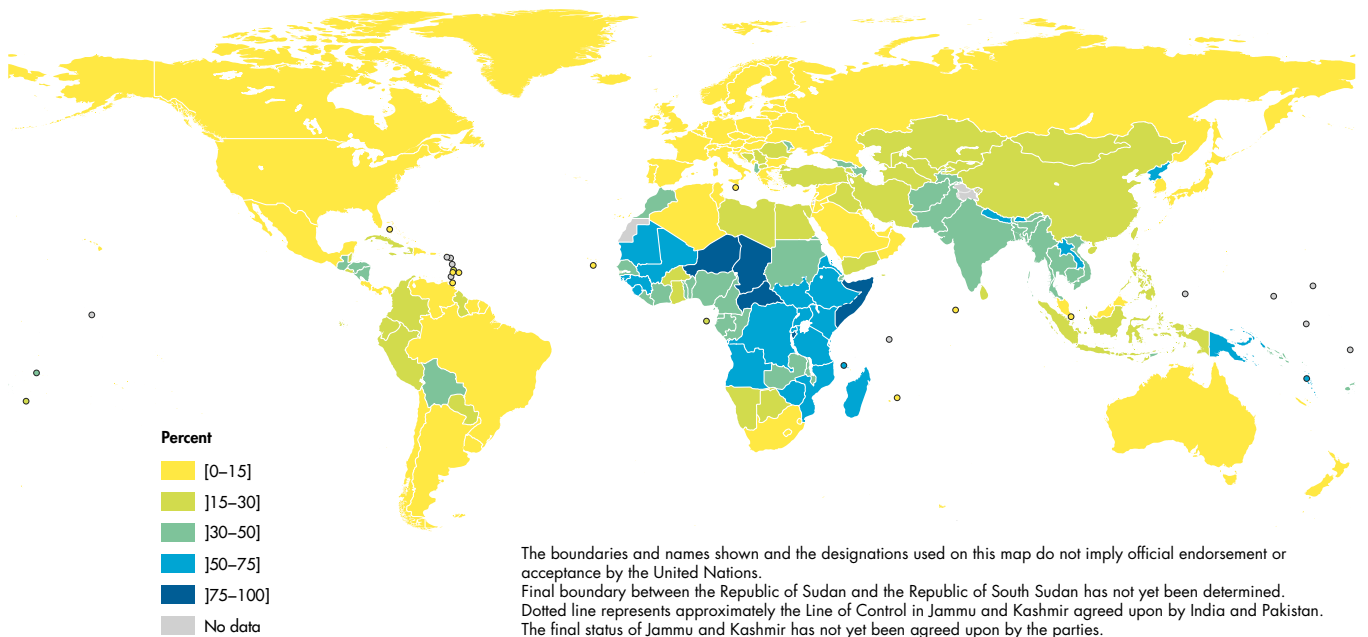 Percent
[0–15]
]15–30]
]30–50]
]50–75]
]75–100]
No data
The boundaries and names shown and the designations used on this map do not imply official endorsement or
acceptance by the United Nations.
Final boundary between the Republic of Sudan and the Republic of South Sudan has not yet been determined.
Dotted line represents approximately the Line of Control in Jammu and Kashmir agreed upon by India and Pakistan.
The final status of Jammu and Kashmir has not yet been agreed upon by the parties.